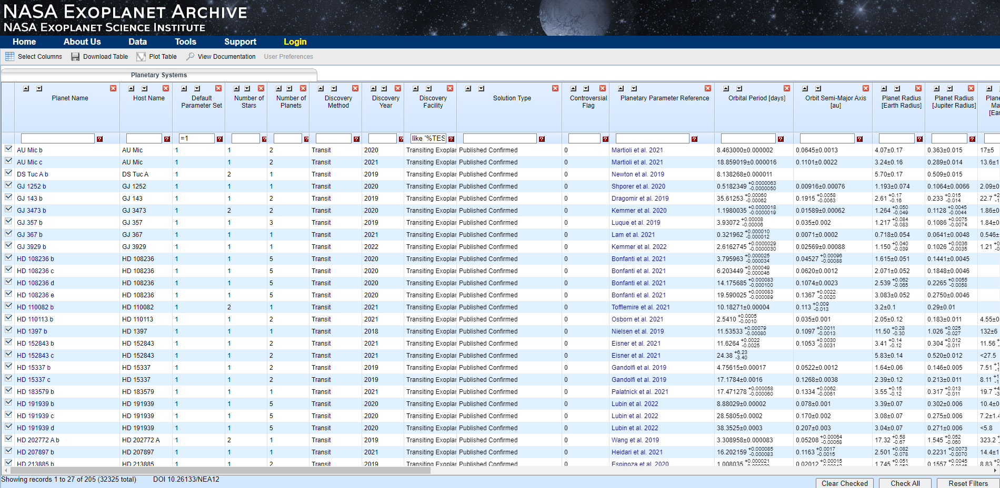 NASA Exoplanet Archive
NASA Exoplanet Science Institute
Home About Us Data Tools Support Login
Select Columns Download Table Plot Table View Documentation User Preferences
Planetary Systems
Planet Name Host Name Default Parameter Set Number of Stars Number of Planets Discovery Method Discovery Year Discovery Facility Solution Type Controversial Flag Planetary Parameter Reference Orbital Period [days] Orbit Semi-Major Axis [au] Planet Radius [Earth Radius] Planet Radius [Jupiter Radius]
=1 like '%TES
AU Mic b AU Mic 1 1 2 Transit 2020 Transiting Exoplan Published Confirmed 0 Martioli et al. 2021 8.463000±0.000002 0.0645±0.0013 4.07±0.17 0.363±0.015 17±5
AU Mic c AU Mic 1 1 2 Transit 2021 Transiting Exoplan Published Confirmed 0 Martioli et al. 2021 18.859019±0.000016 0.1101±0.0022 3.24±0.16 0.289±0.014 13.6±1
DS Tuc A b DS Tuc A 1 2 1 Transit 2019 Transiting Exoplan Published Confirmed 0 Newton et al. 2019 8.138268±0.000011 5.70±0.17 0.509±0.015
GJ 1252 b GJ 1252 1 1 1 Transit 2020 Transiting Exoplan Published Confirmed 0 Shporer et al. 2020 0.5182349 +0.0000063 -0.0000050 0.00916±0.00076 1.193±0.074 0.1064±0.0066 2.09±0
GJ 143 b GJ 143 1 1 2 Transit 2019 Transiting Exoplan Published Confirmed 0 Dragomir et al. 2019 35.61253 +0.00060 -0.00062 0.1915 +0.0058 -0.0063 2.61 +0.17 -0.16 0.233 +0.015 -0.014 22.7
GJ 3473 b GJ 3473 1 2 2 Transit 2020 Transiting Exoplan Published Confirmed 0 Kemmer et al. 2020 1.1980035 +0.0000018 -0.0000019 0.01589±0.00062 1.264 +0.050 -0.049 0.1128 +0.0045 -0.0044 1.86±0
GJ 357 b GJ 357 1 1 3 Transit 2019 Transiting Exoplan Published Confirmed 0 Luque et al. 2019 3.93072 +0.00008 -0.00006 0.035±0.002 1.217 +0.084 -0.083 0.1086 +0.0075 -0.0074 1.84±0
GJ 367 b GJ 367 1 1 1 Transit 2021 Transiting Exoplan Published Confirmed 0 Lam et al. 2021 0.321962 +0.000010 -0.000012 0.0071±0.0002 0.718±0.054 0.0641±0.0048 0.546±
GJ 3929 b GJ 3929 1 1 1 Transit 2022 Transiting Exoplan Published Confirmed 0 Kemmer et al. 2022 2.6162745 +0.0000029 -0.0000030 0.02569±0.00088 1.150 +0.040 -0.039 0.1026 +0.0036 -0.0035 1.21
HD 108236 b HD 108236 1 1 5 Transit 2020 Transiting Exoplan Published Confirmed 0 Bonfanti et al. 2021 3.795963 +0.000025 -0.000034 0.04527 +0.00096 -0.00088 1.615±0.051 0.1441±0.0045
HD 108236 c HD 108236 1 1 5 Transit 2020 Transiting Exoplan Published Confirmed 0 Bonfanti et al. 2021 6.203449 +0.000049 -0.000046 0.0620±0.0012 2.071±0.052 0.1848±0.0046
HD 108236 d HD 108236 1 1 5 Transit 2020 Transiting Exoplan Published Confirmed 0 Bonfanti et al. 2021 14.175685 +0.000083 -0.000100 0.1074±0.0023 2.539 +0.062 -0.065 0.2265 +0.0055 -0.0058
HD 108236 e HD 108236 1 1 5 Transit 2020 Transiting Exoplan Published Confirmed 0 Bonfanti et al. 2021 19.590025 +0.000083 -0.000089 0.1367 +0.0022 -0.0020 3.083±0.052 0.2750±0.0046
HD 110082 b HD 110082 1 2 1 Transit 2021 Transiting Exoplan Published Confirmed 0 Tofflemire et al. 2021 10.18271±0.00004 0.113 +0.009 -0.013 3.2±0.1 0.29±0.01
HD 110113 b HD 110113 1 1 2 Transit 2021 Transiting Exoplan Published Confirmed 0 Osborn et al. 2021 2.5410 +0.0005 -0.0010 0.035±0.001 2.05±0.12 0.183±0.011 4.55±0
HD 1397 b HD 1397 1 1 1 Transit 2018 Transiting Exoplan Published Confirmed 0 Nielsen et al. 2019 11.53533 +0.00079 -0.00080 0.1097 +0.0011 -0.0013 11.50 +0.28 -0.30 1.026 +0.025 -0.027 132±6
HD 152843 b HD 152843 1 1 2 Transit 2021 Transiting Exoplan Published Confirmed 0 Eisner et al. 2021 11.6264 +0.0022 -0.0025 0.1053 +0.0030 -0.0031 3.41 +0.14 -0.12 0.304 +0.012 -0.011 11.56
HD 152843 c HD 152843 1 1 2 Transit 2021 Transiting Exoplan Published Confirmed 0 Eisner et al. 2021 24.38 +6.23 -3.40 5.83±0.14 0.520±0.012 <27.5
HD 15337 b HD 15337 1 1 2 Transit 2019 Transiting Exoplan Published Confirmed 0 Gandolfi et al. 2019 4.75615±0.00017 0.0522±0.0012 1.64±0.06 0.146±0.005 7.51
HD 15337 c HD 15337 1 1 2 Transit 2019 Transiting Exoplan Published Confirmed 0 Gandolfi et al. 2019 17.1784±0.0016 0.1268±0.0038 2.39±0.12 0.213±0.011 8.11
HD 183579 b HD 183579 1 1 1 Transit 2021 Transiting Exoplan Published Confirmed 0 Palatnick et al. 2021 17.471278 +0.000058 -0.000060 0.1334 +0.0062 -0.0061 3.55 +0.15 -0.12 0.317 +0.013 -0.011 19.7
HD 191939 b HD 191939 1 1 5 Transit 2020 Transiting Exoplan Published Confirmed 0 Lubin et al. 2022 8.88029±0.00002 0.078±0.001 3.39±0.07 0.302±0.006 10.4±0
HD 191939 c HD 191939 1 1 5 Transit 2020 Transiting Exoplan Published Confirmed 0 Lubin et al. 2022 28.5805±0.0002 0.170±0.002 3.08±0.07 0.275±0.006 7.2±1.4
HD 191939 d HD 191939 1 1 5 Transit 2020 Transiting Exoplan Published Confirmed 0 Lubin et al. 2022 38.3525±0.0003 0.207±0.003 3.04±0.07 0.271±0.006 <5.8
HD 202772 A b HD 202772 A 1 2 1 Transit 2019 Transiting Exoplan Published Confirmed 0 Wang et al. 2019 3.308958±0.000083 0.05208 +0.00064 -0.00068 17.32 +0.58 -0.67 1.545 +0.052 -0.060 323.2
HD 207897 b HD 207897 1 1 1 Transit 2021 Transiting Exoplan Published Confirmed 0 Heidari et al. 2021 16.202159 +0.000085 -0.000083 0.1163 +0.0017 -0.0015 2.501 +0.082 -0.078 0.2231 +0.0073 -0.0070 14.4±1
HD 213885 b HD 213885 1 1 2 Transit 2019 Transiting Exoplan Published Confirmed 0 Espinoza et al. 2020 1.008035 +0.000021 0.02012 +0.00015 1.745 +0.051 0.1557 +0.0045 8.83
Showing records 1 to 27 of 205 (32325 total) DOI 10.26133/NEA12
Clear Checked Check All Reset Filters